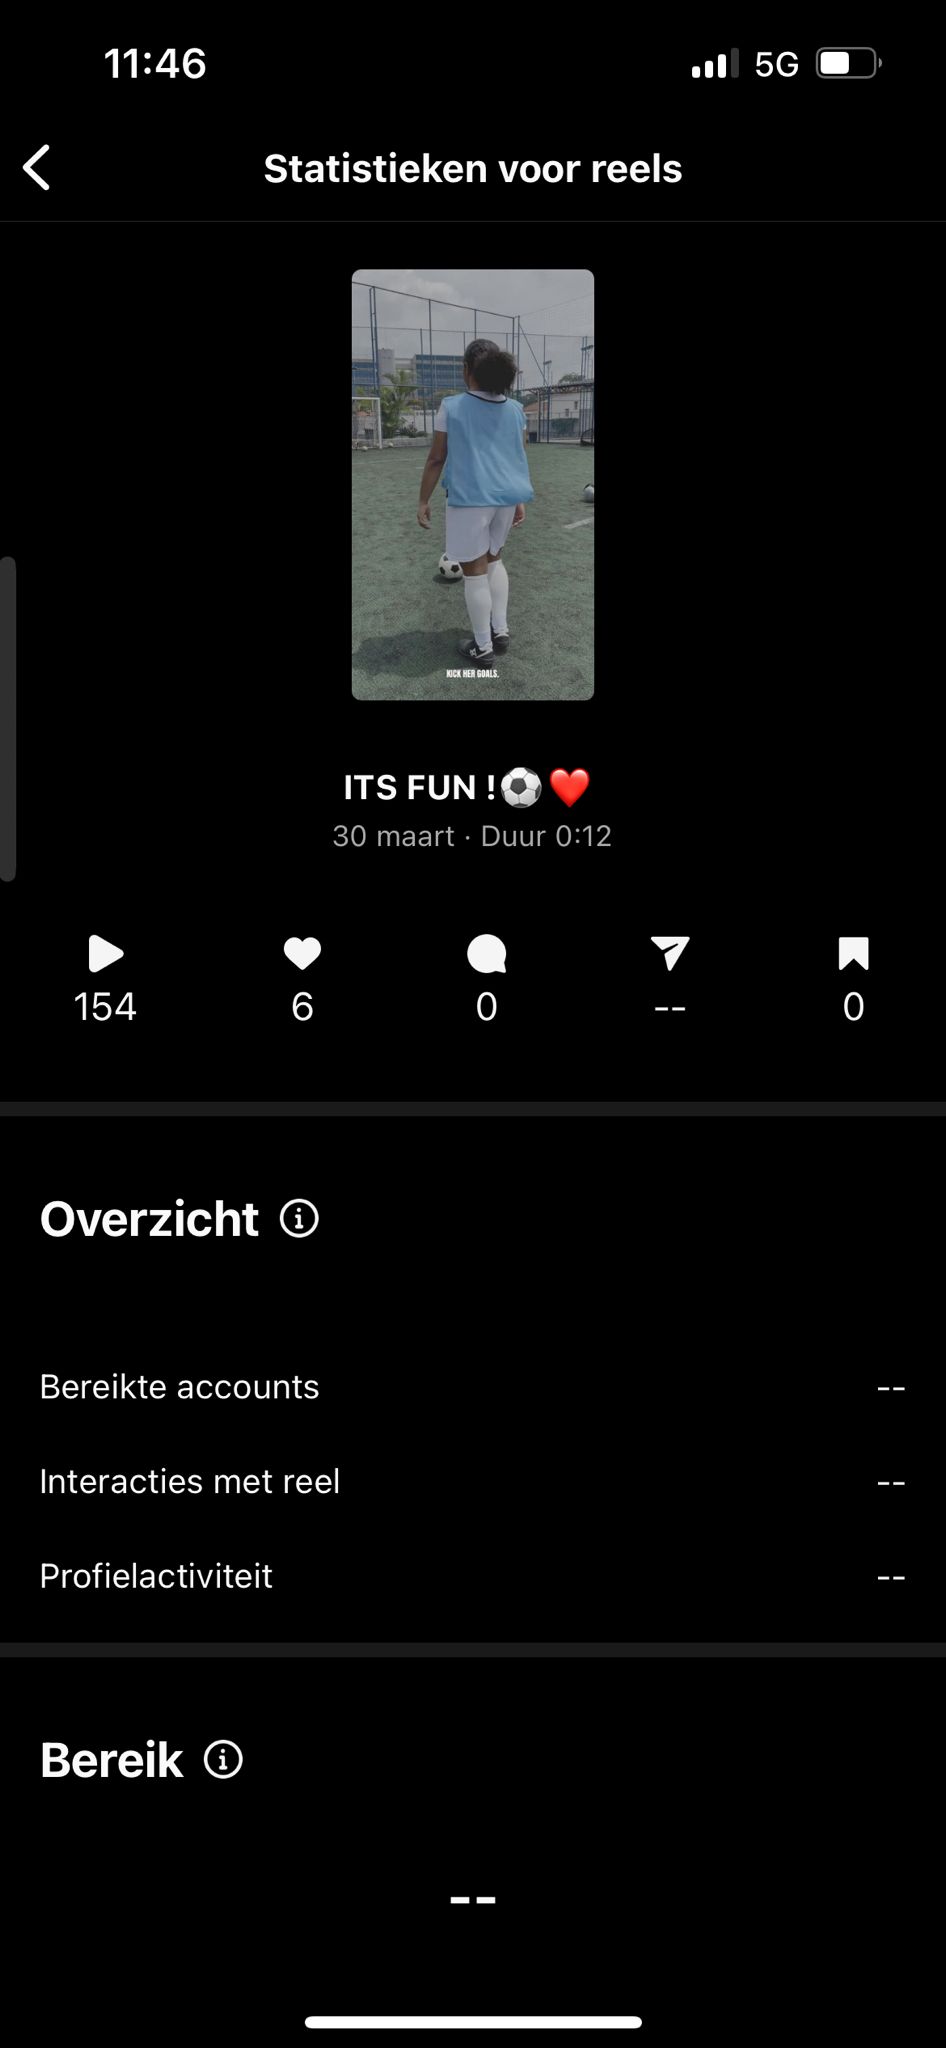 11:46
5G
Statistieken voor reels
KICK HER GOALS.
ITS FUN !⚽❤️
30 maart · Duur 0:12
154 6 0 -- 0
Overzicht
Bereikte accounts --
Interacties met reel --
Profielactiviteit --
Bereik
--